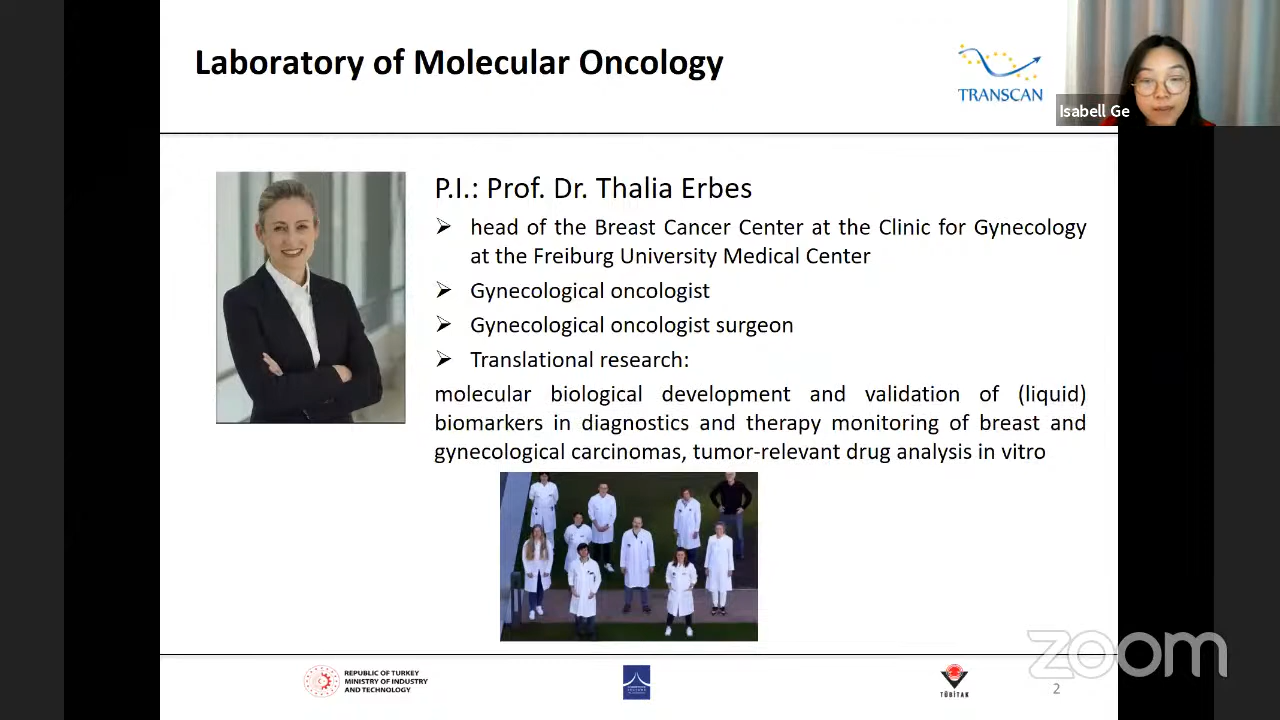 Laboratory of Molecular Oncology
TRANSCAN
Isabell Ge
P.I.: Prof. Dr. Thalia Erbes
➢ head of the Breast Cancer Center at the Clinic for Gynecology
at the Freiburg University Medical Center
➢ Gynecological oncologist
➢ Gynecological oncologist surgeon
➢ Translational research:
molecular biological development and validation of (liquid)
biomarkers in diagnostics and therapy monitoring of breast and
gynecological carcinomas, tumor-relevant drug analysis in vitro
REPUBLIC OF TURKEY
MINISTRY OF INDUSTRY
AND TECHNOLOGY
TÜBİTAK
2
zoom